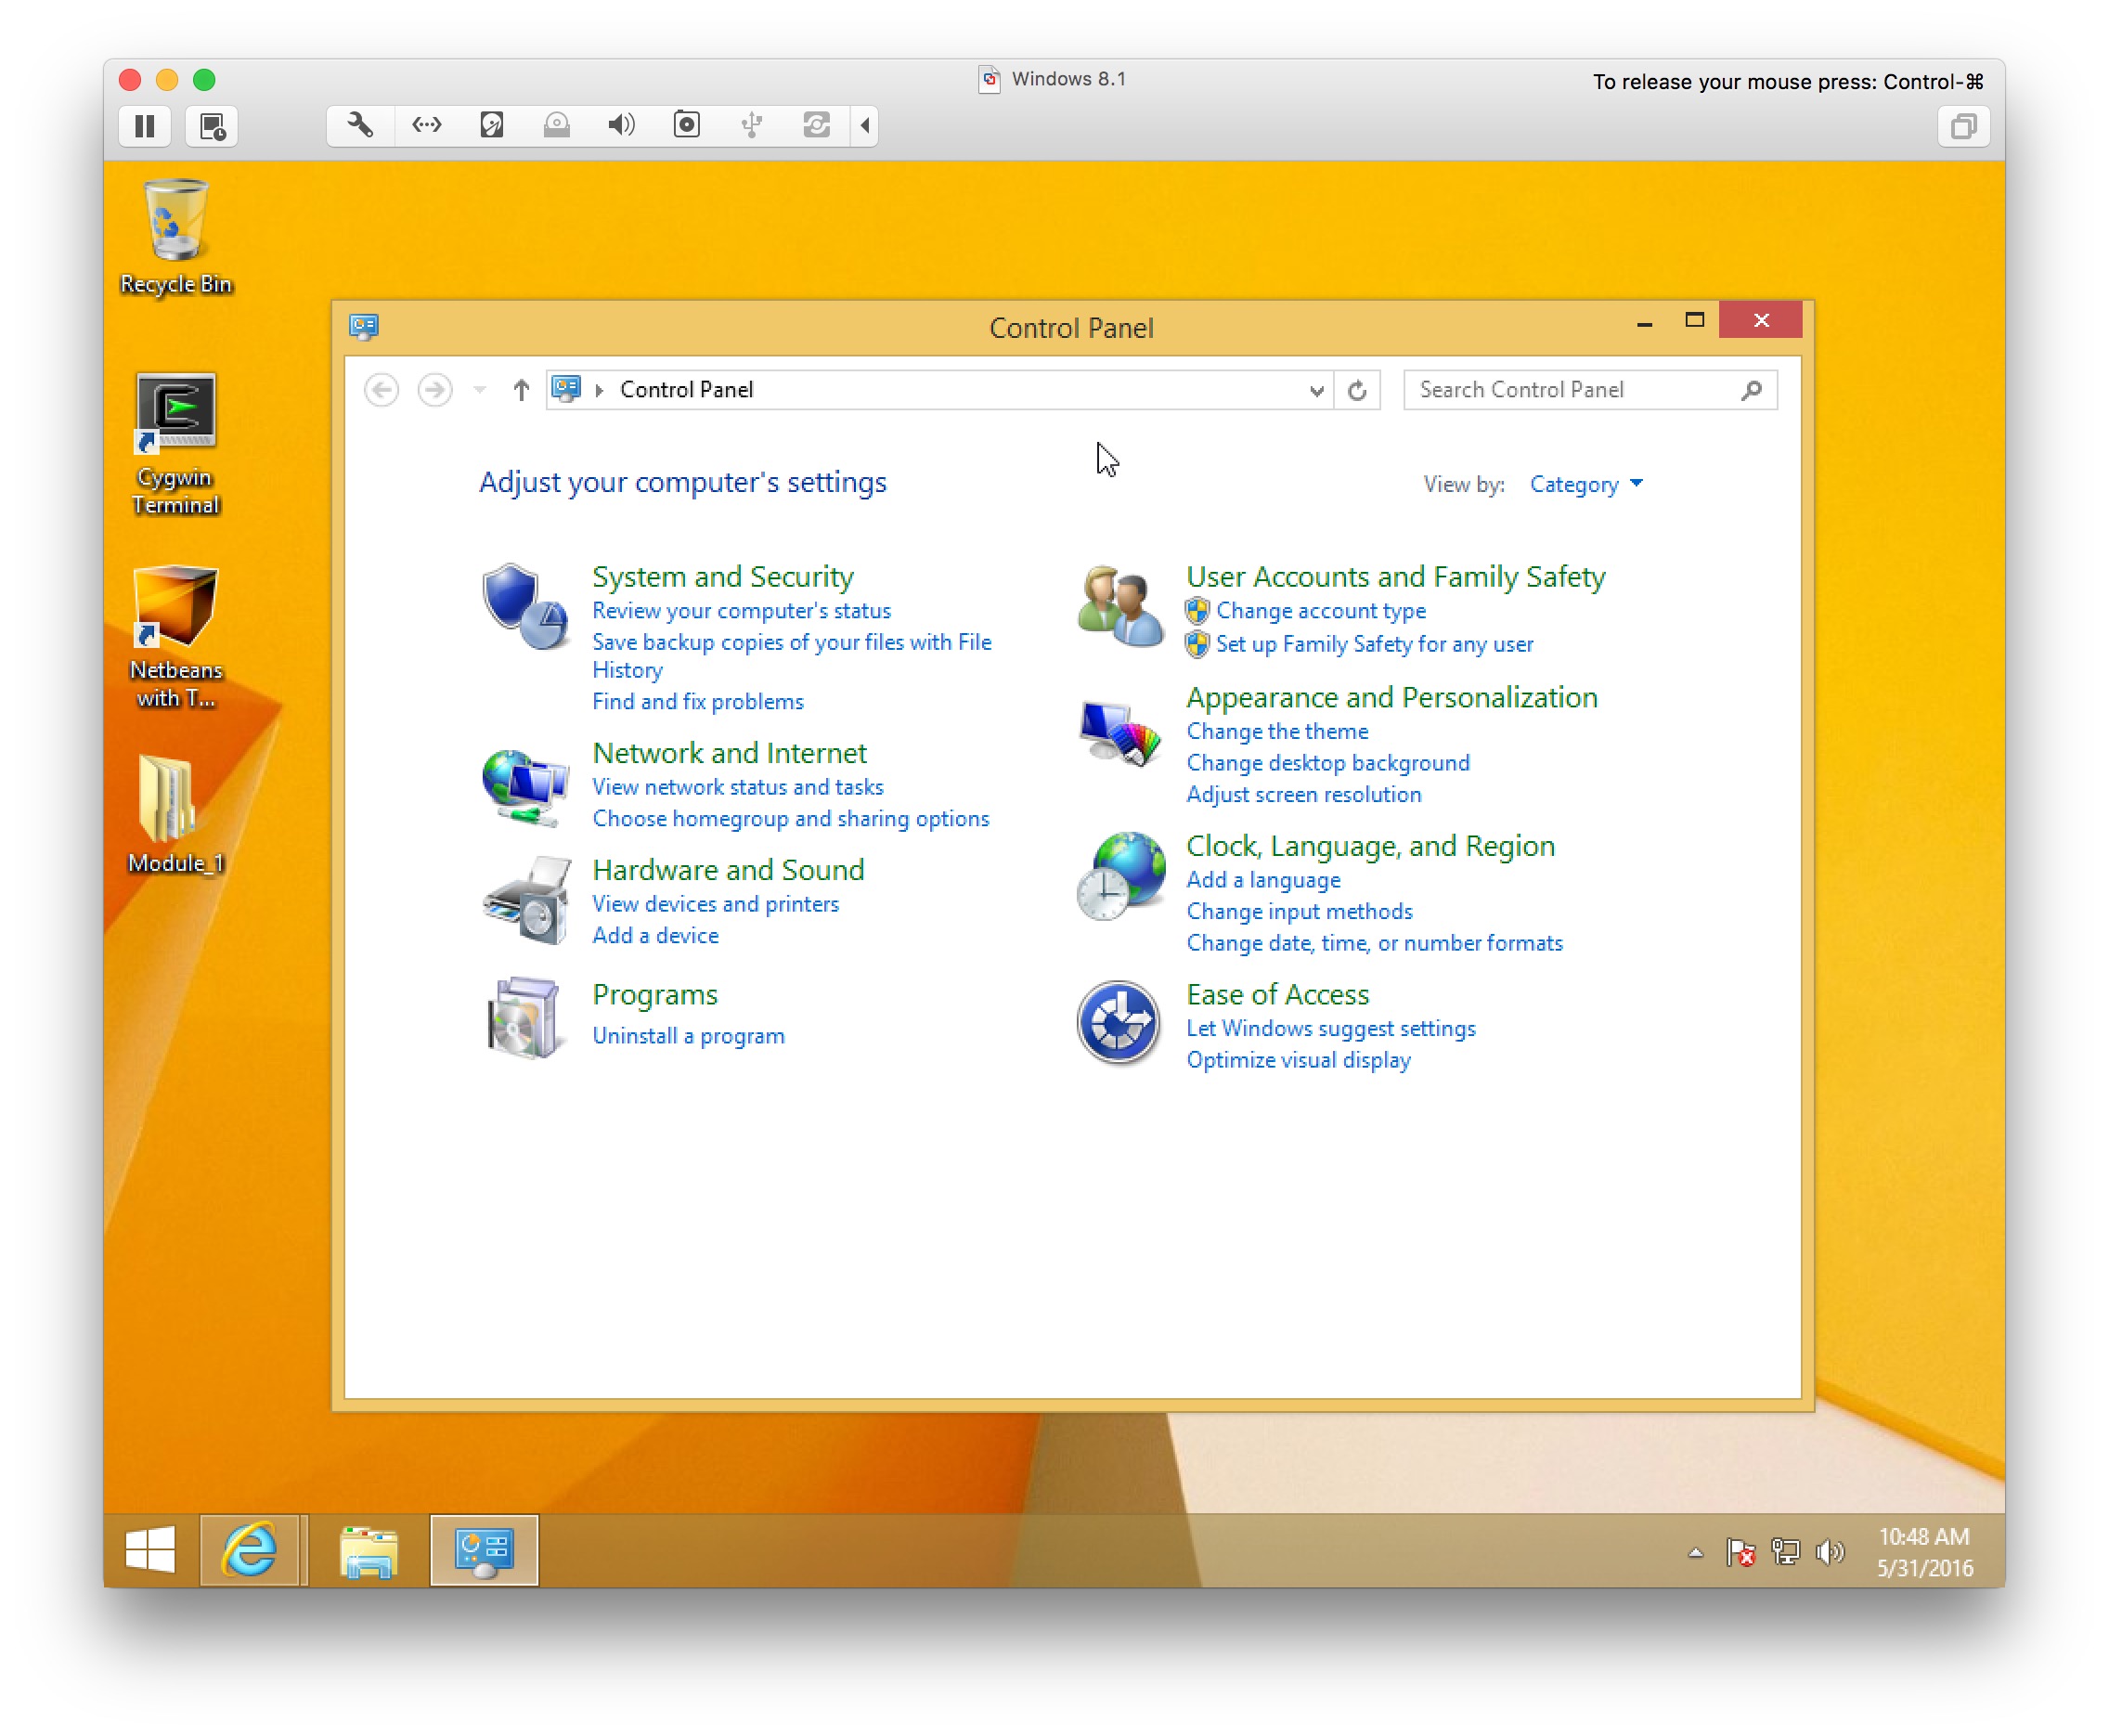 Windows 8.1
To release your mouse press: Control-⌘
Recycle Bin
Cygwin
Terminal
Netbeans
with T...
Module_1
Control Panel
Control Panel
Search Control Panel
Adjust your computer's settings
View by: Category
System and Security
Review your computer's status
Save backup copies of your files with File
History
Find and fix problems
Network and Internet
View network status and tasks
Choose homegroup and sharing options
Hardware and Sound
View devices and printers
Add a device
Programs
Uninstall a program
User Accounts and Family Safety
Change account type
Set up Family Safety for any user
Appearance and Personalization
Change the theme
Change desktop background
Adjust screen resolution
Clock, Language, and Region
Add a language
Change input methods
Change date, time, or number formats
Ease of Access
Let Windows suggest settings
Optimize visual display
10:48 AM
5/31/2016